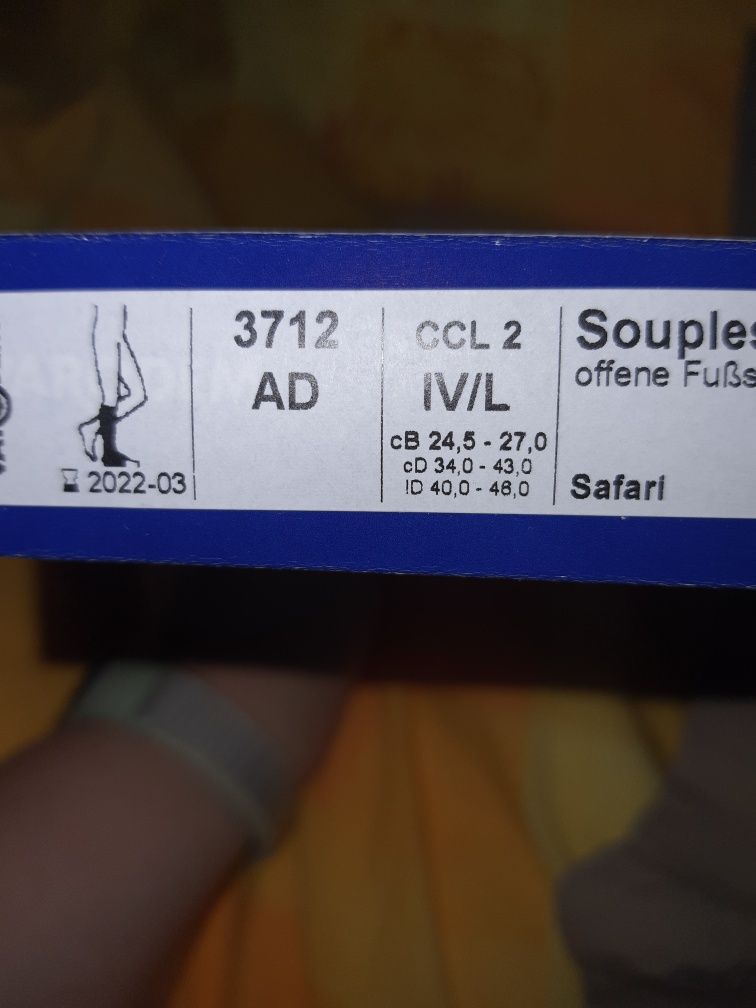 3712
AD
2022-03
CCL 2
IV/L
cB 24,5 - 27,0
cD 34,0 - 43,0
lD 40,0 - 46,0
Souples
offene Fußs
Safari